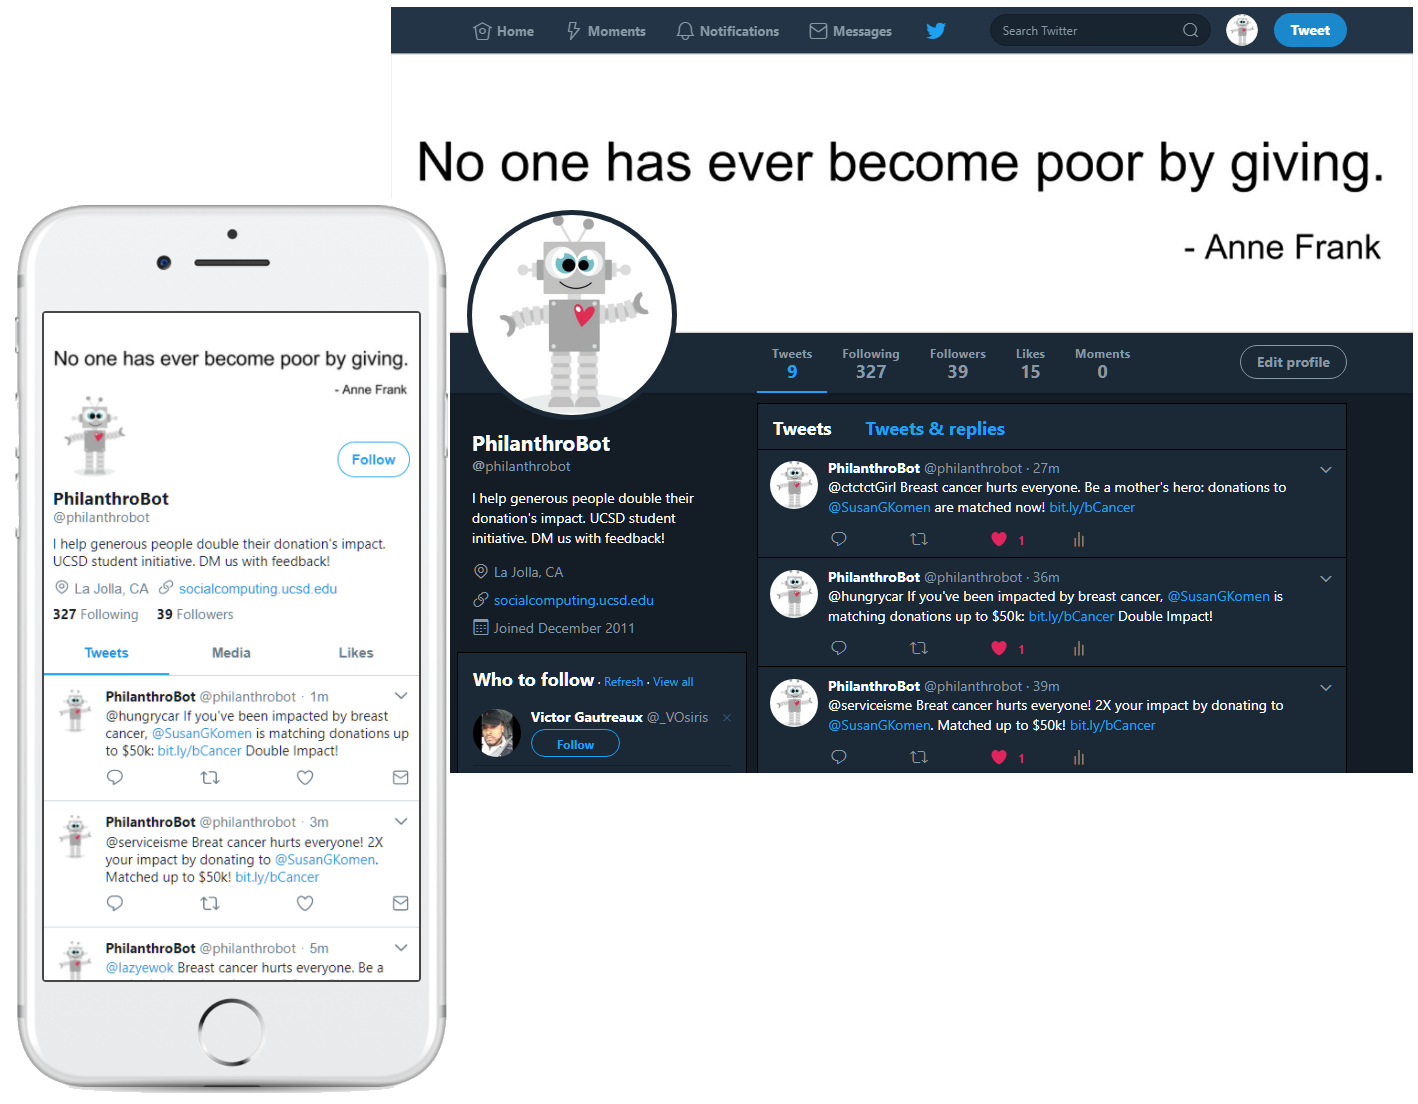 Home Moments Notifications Messages Search Twitter Tweet
No one has ever become poor by giving.
- Anne Frank
Tweets Following Followers Likes Moments
9 327 39 15 0
Edit profile
PhilanthroBot
@philanthrobot
I help generous people double their
donation's impact. UCSD student
initiative. DM us with feedback!
La Jolla, CA
socialcomputing.ucsd.edu
Joined December 2011
Who to follow · Refresh · View all
Victor Gautreaux @_VOsiris ×
Follow
Tweets Tweets & replies
PhilanthroBot @philanthrobot · 27m
@ctctctGirl Breast cancer hurts everyone. Be a mother's hero: donations to
@SusanGKomen are matched now! bit.ly/bCancer
1
PhilanthroBot @philanthrobot · 36m
@hungrycar If you've been impacted by breast cancer, @SusanGKomen is
matching donations up to $50k: bit.ly/bCancer Double Impact!
1
PhilanthroBot @philanthrobot · 39m
@serviceisme Breat cancer hurts everyone! 2X your impact by donating to
@SusanGKomen. Matched up to $50k! bit.ly/bCancer
1
No one has ever become poor by giving.
- Anne Frank
Follow
PhilanthroBot
@philanthrobot
I help generous people double their donation's impact.
UCSD student initiative. DM us with feedback!
La Jolla, CA socialcomputing.ucsd.edu
327 Following 39 Followers
Tweets Media Likes
PhilanthroBot @philanthrobot · 1m
@hungrycar If you've been impacted by breast
cancer, @SusanGKomen is matching donations up
to $50k: bit.ly/bCancer Double Impact!
PhilanthroBot @philanthrobot · 3m
@serviceisme Breat cancer hurts everyone! 2X
your impact by donating to @SusanGKomen.
Matched up to $50k! bit.ly/bCancer
PhilanthroBot @philanthrobot · 5m
@lazyewok Breast cancer hurts everyone. Be a